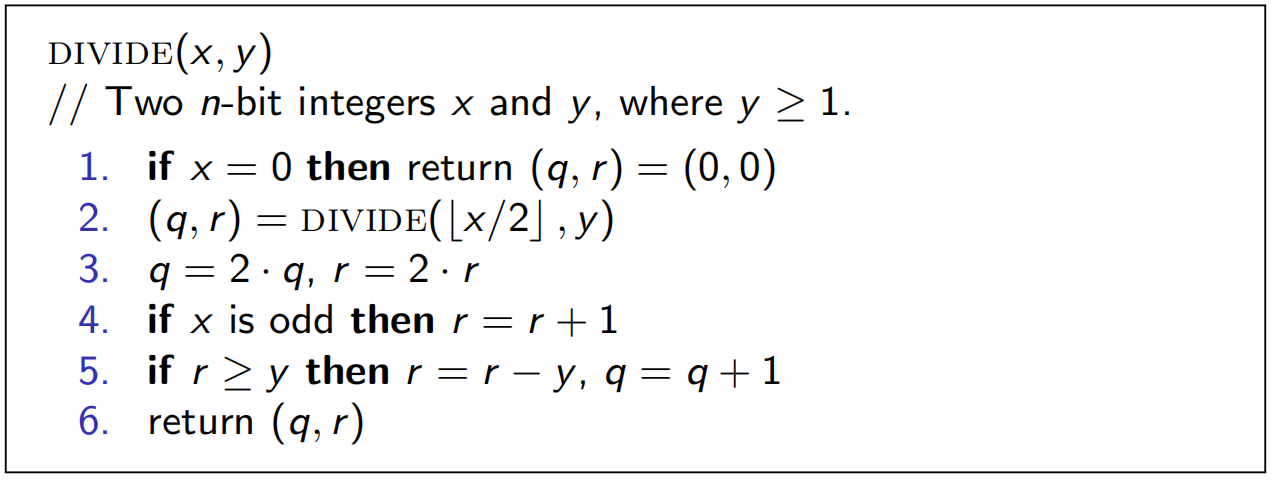 DIVIDE(x, y)
// Two n-bit integers x and y, where y ≥ 1.
1. if x = 0 then return (q, r) = (0, 0)
2. (q, r) = DIVIDE(⌊x/2⌋ , y)
3. q = 2 · q, r = 2 · r
4. if x is odd then r = r + 1
5. if r ≥ y then r = r − y, q = q + 1
6. return (q, r)